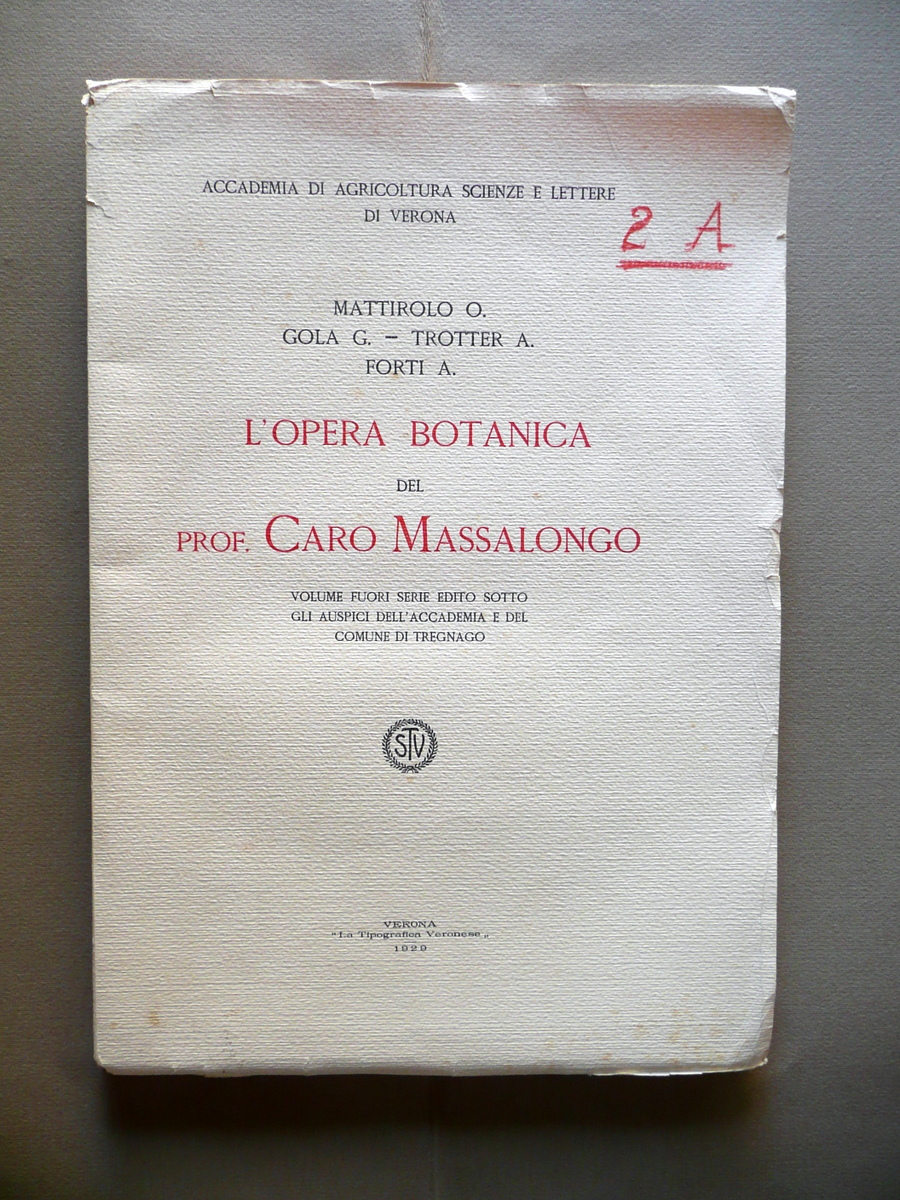 ACCADEMIA DI AGRICOLTURA SCIENZE E LETTERE
DI VERONA
2 A
MATTIROLO O.
GOLA G. – TROTTER A.
FORTI A.
L'OPERA BOTANICA
DEL
PROF. CARO MASSALONGO
VOLUME FUORI SERIE EDITO SOTTO
GLI AUSPICI DELL'ACCADEMIA E DEL
COMUNE DI TREGNAGO
STV
VERONA
"La Tipografica Veronese„
1929